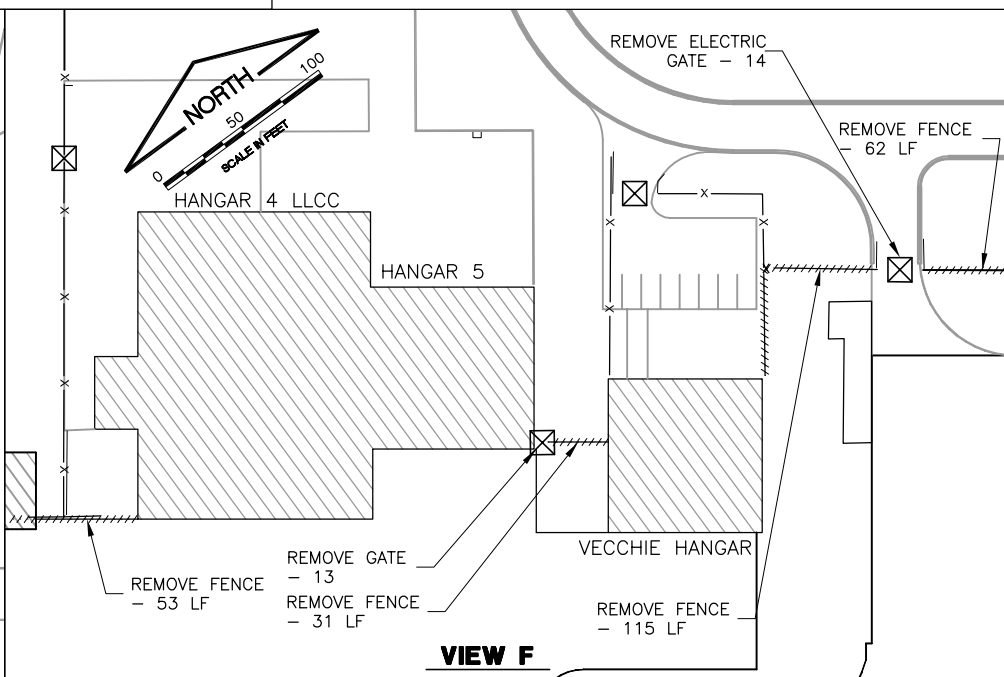 REMOVE ELECTRIC
GATE – 14
NORTH
100
50
0
SCALE IN FEET
REMOVE FENCE
– 62 LF
HANGAR 4 LLCC
HANGAR 5
X
X
X
X
X
X
X
X
X
X
VECCHIE HANGAR
REMOVE GATE
– 13
REMOVE FENCE
– 31 LF
REMOVE FENCE
– 53 LF
REMOVE FENCE
– 115 LF
VIEW F